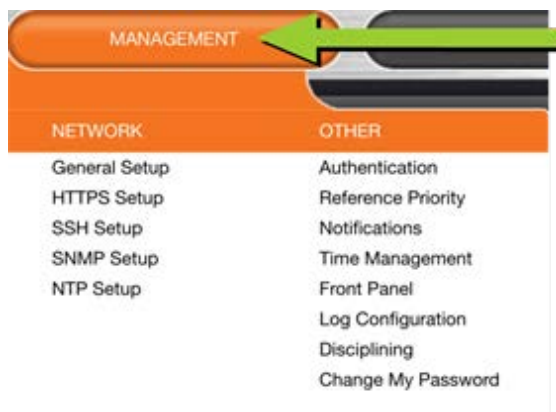 MANAGEMENT
NETWORK
General Setup
HTTPS Setup
SSH Setup
SNMP Setup
NTP Setup
OTHER
Authentication
Reference Priority
Notifications
Time Management
Front Panel
Log Configuration
Disciplining
Change My Password